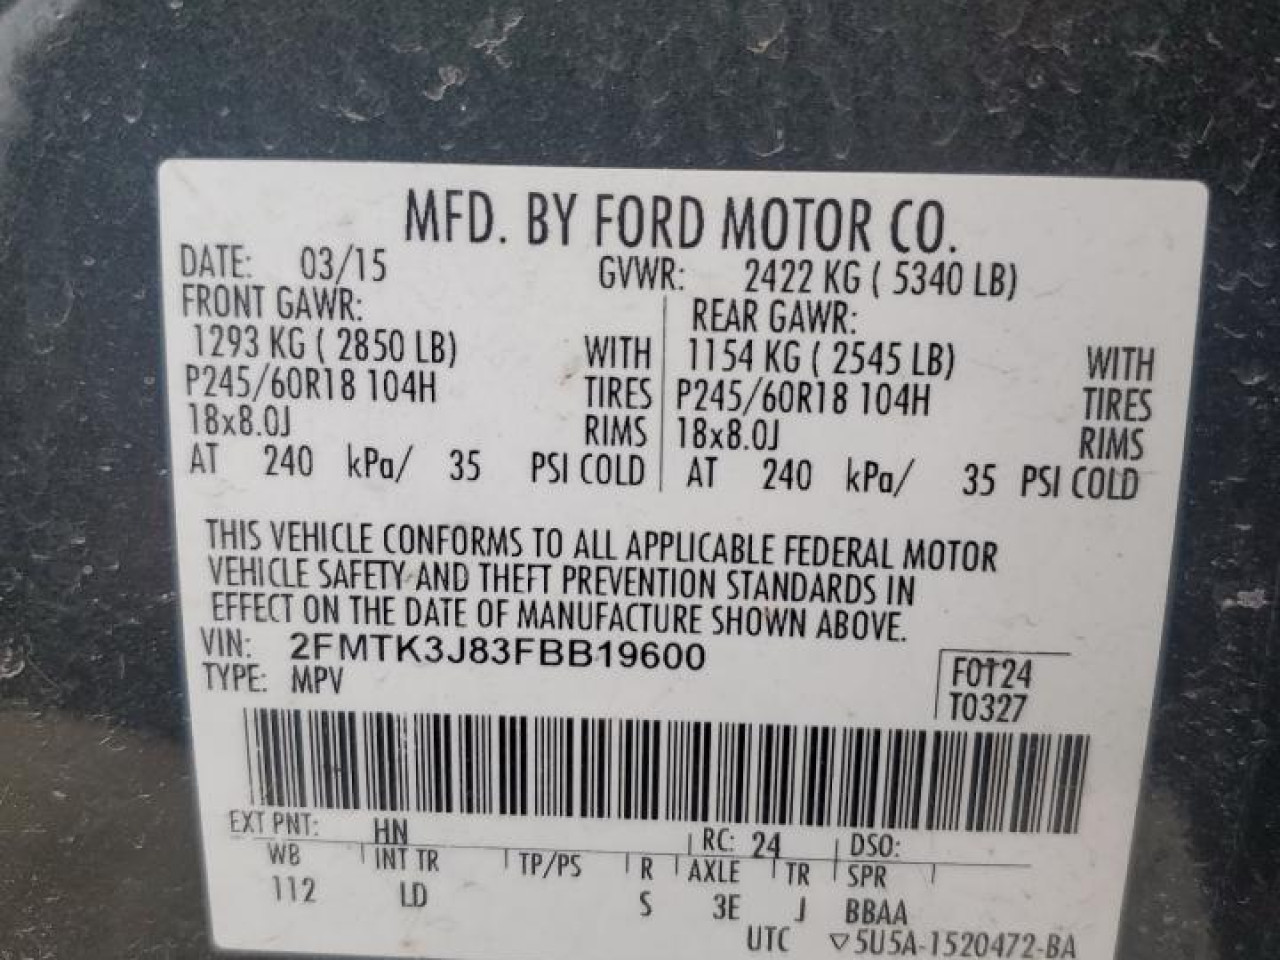 MFD. BY FORD MOTOR CO.
DATE: 03/15 GVWR: 2422 KG ( 5340 LB)
FRONT GAWR: REAR GAWR:
1293 KG ( 2850 LB) WITH 1154 KG ( 2545 LB) WITH
P245/60R18 104H TIRES P245/60R18 104H TIRES
18x8.0J RIMS 18x8.0J RIMS
AT 240 kPa/ 35 PSI COLD AT 240 kPa/ 35 PSI COLD
THIS VEHICLE CONFORMS TO ALL APPLICABLE FEDERAL MOTOR
VEHICLE SAFETY AND THEFT PREVENTION STANDARDS IN
EFFECT ON THE DATE OF MANUFACTURE SHOWN ABOVE.
VIN: 2FMTK3J83FBB19600
TYPE: MPV
F0124
T0327
EXT PNT: HN RC: 24 DSO:
WB INT TR TP/PS R AXLE TR SPR
112 LD S 3E J BBAA
UTC ▽5U5A-1520472-BA